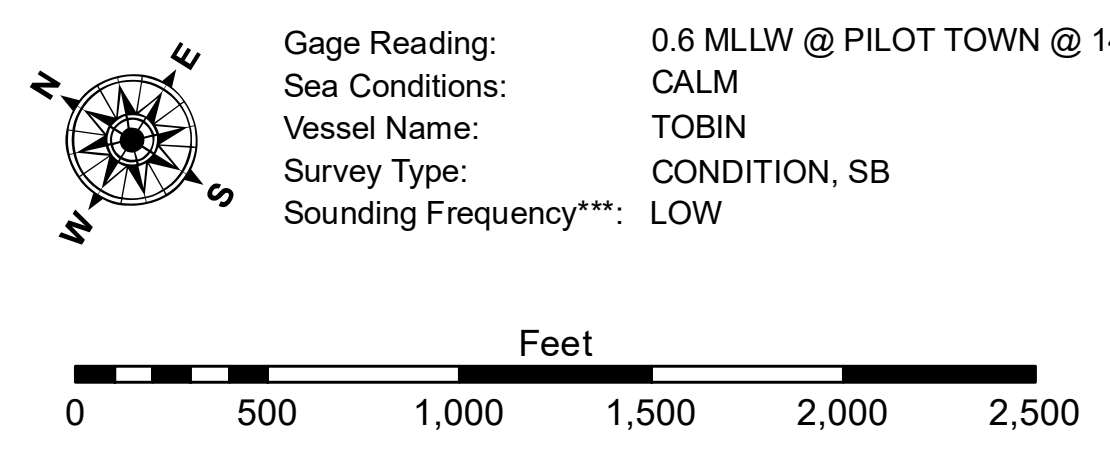 N
E
S
W
Gage Reading: 0.6 MLLW @ PILOT TOWN @
Sea Conditions: CALM
Vessel Name: TOBIN
Survey Type: CONDITION, SB
Sounding Frequency***: LOW
Feet
0 500 1,000 1,500 2,000 2,500